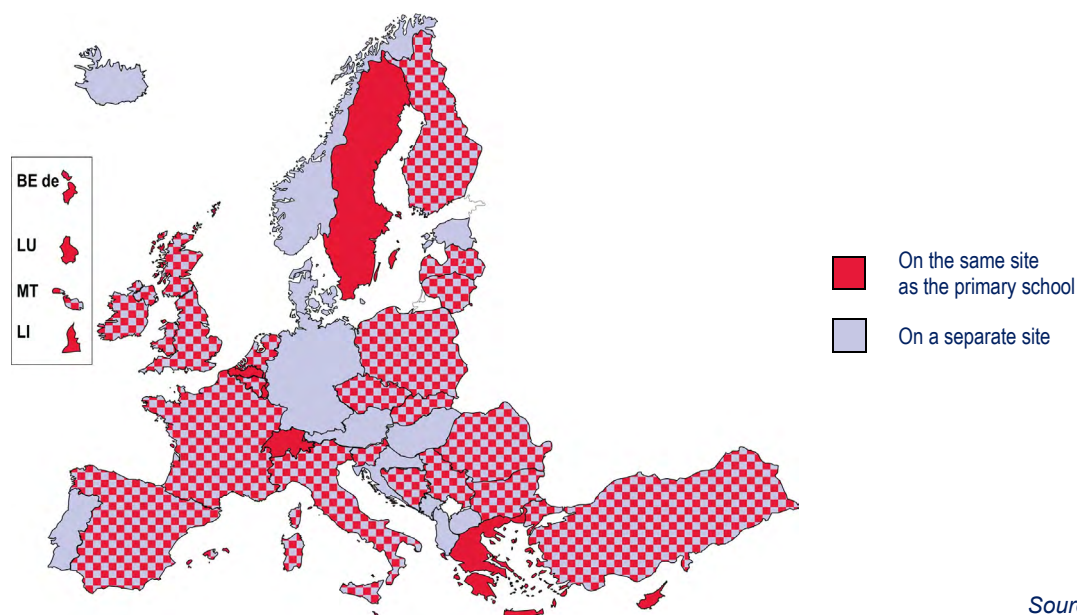 BE de
LU
MT
LI
On the same site
as the primary school
On a separate site